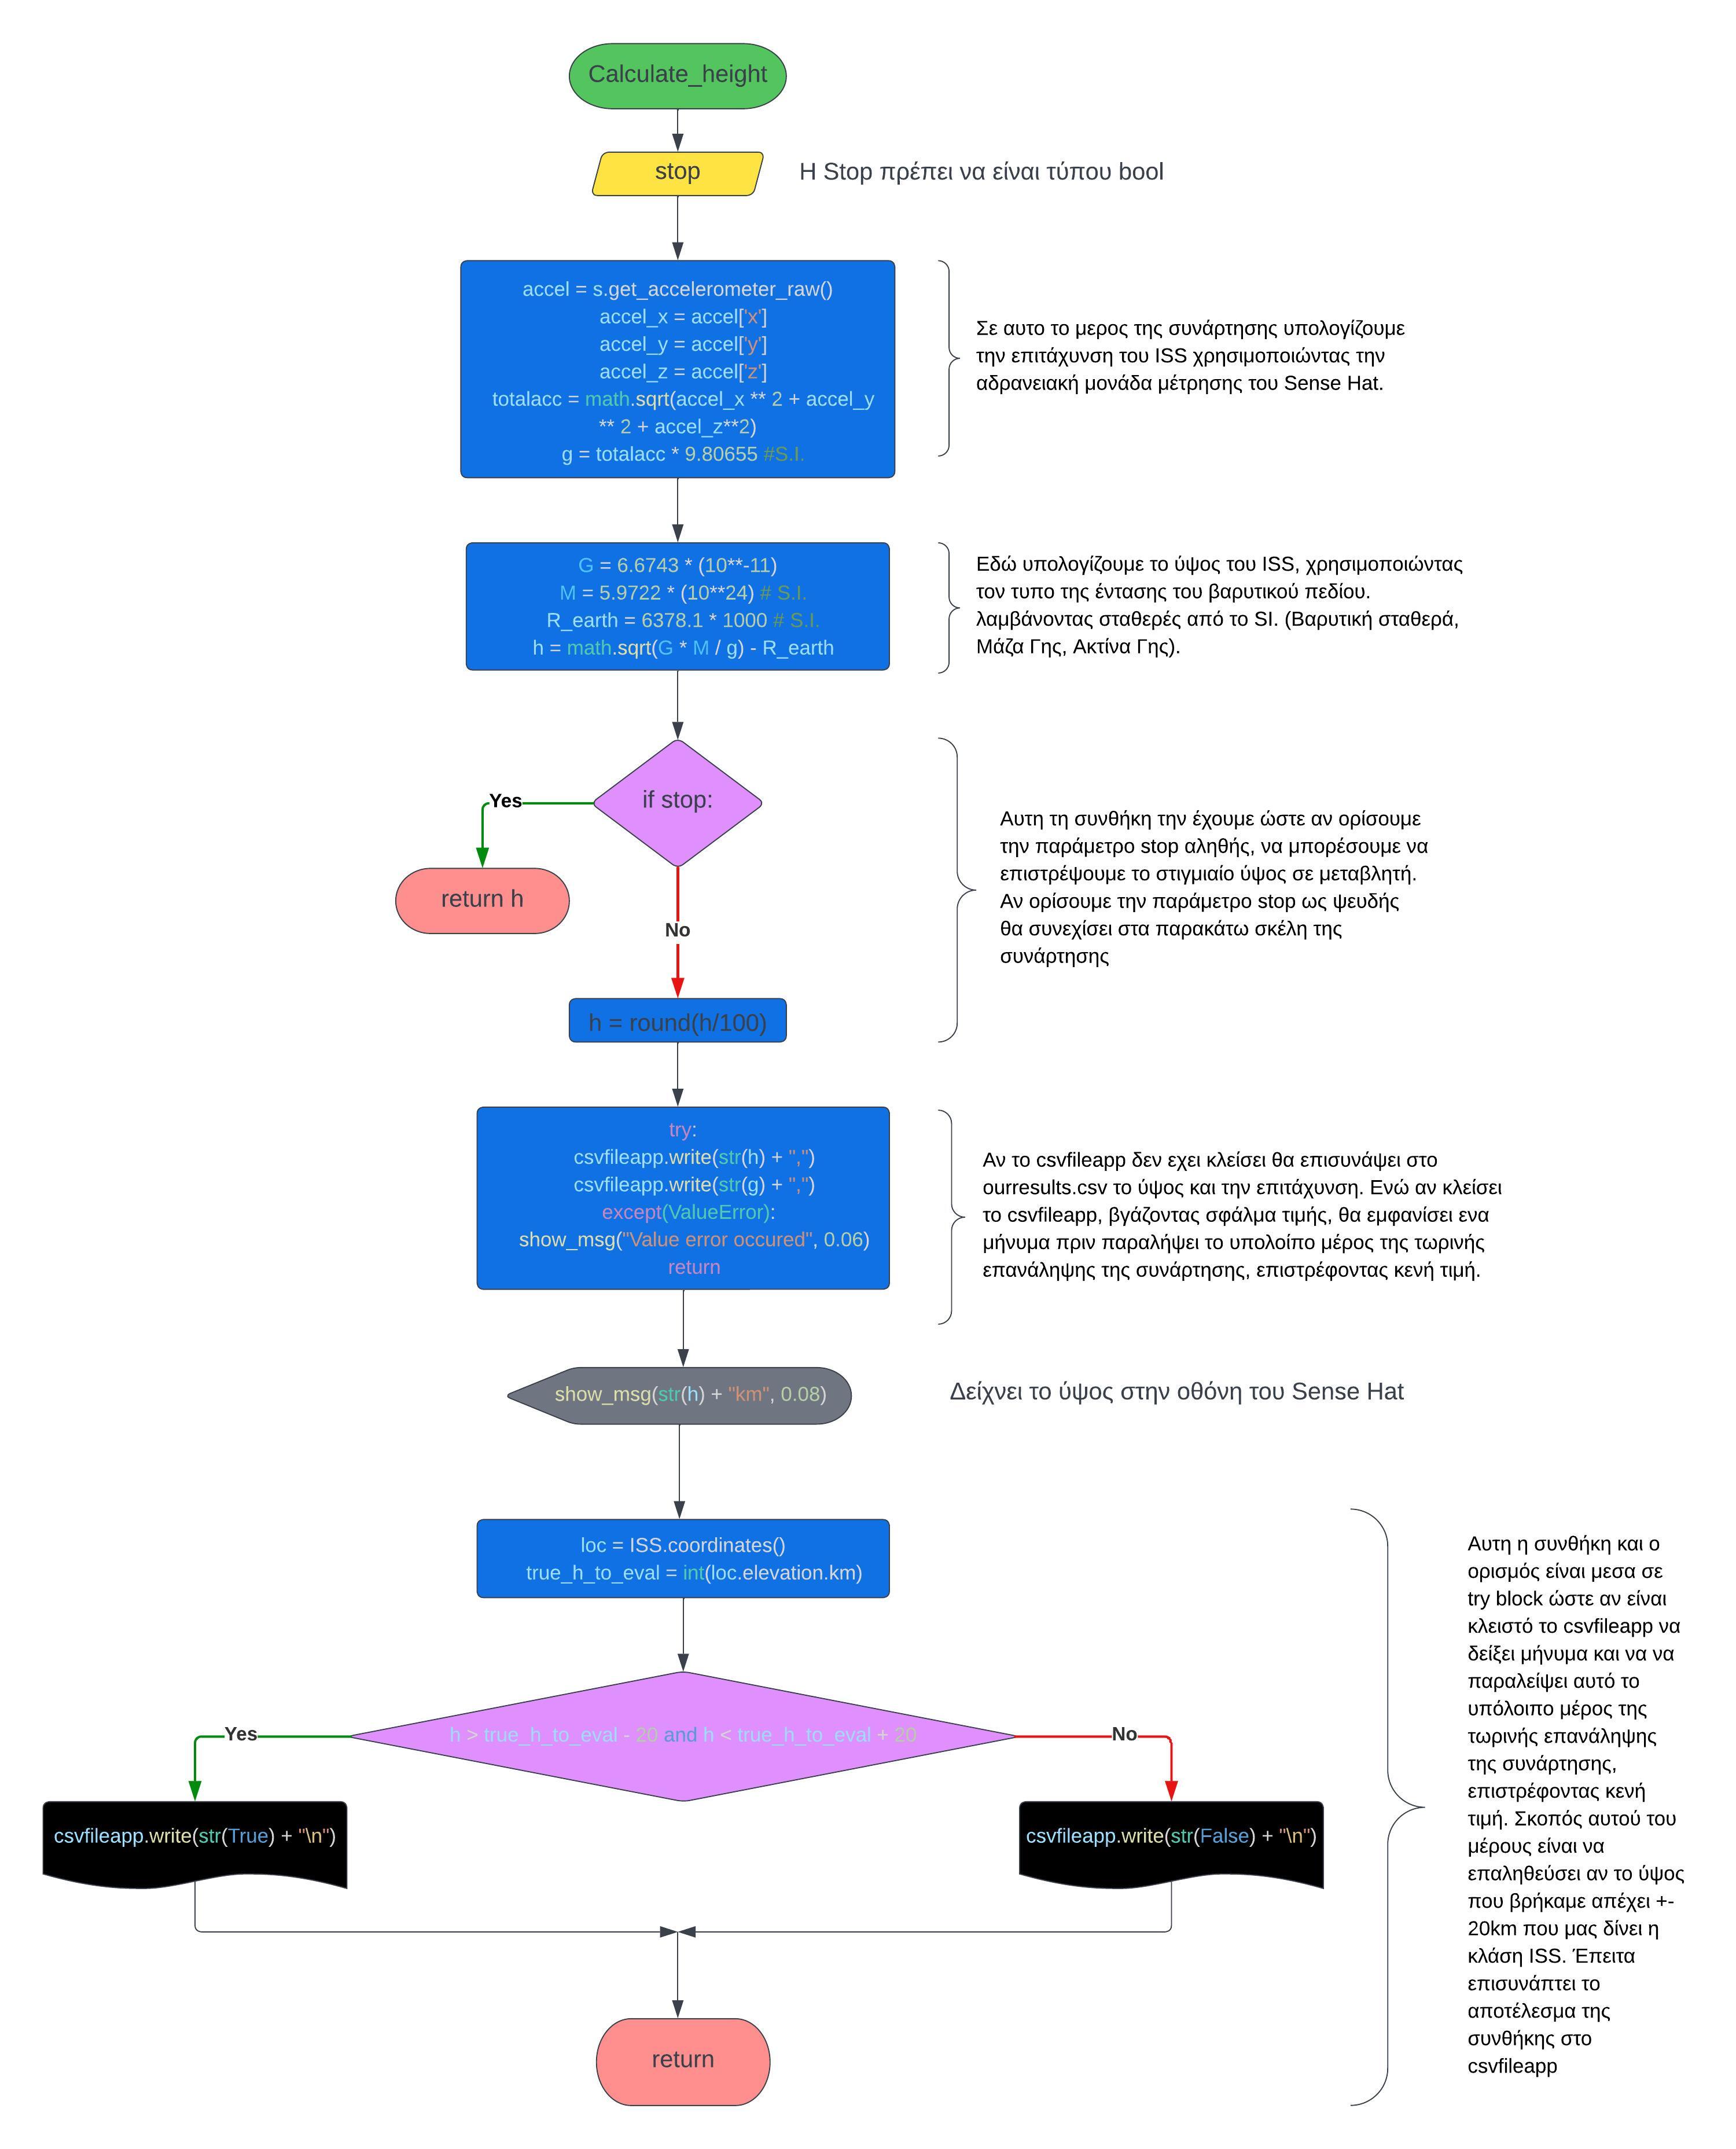 Calculate_height
stop
Η Stop πρέπει να είναι τύπου bool
accel = s.get_accelerometer_raw()
accel_x = accel['x']
accel_y = accel['y']
accel_z = accel['z']
totalacc = math.sqrt(accel_x ** 2 + accel_y
** 2 + accel_z**2)
g = totalacc * 9.80655 #S.I.
Σε αυτο το μερος της συνάρτησης υπολογίζουμε
την επιτάχυνση του ISS χρησιμοποιώντας την
αδρανειακή μονάδα μέτρησης του Sense Hat.
G = 6.6743 * (10**-11)
M = 5.9722 * (10**24) # S.I.
R_earth = 6378.1 * 1000 # S.I.
h = math.sqrt(G * M / g) - R_earth
Εδώ υπολογίζουμε το ύψος του ISS, χρησιμοποιώντας
τον τυπο της έντασης του βαρυτικού πεδίου.
λαμβάνοντας σταθερές από το SI. (Βαρυτική σταθερά,
Μάζα Γης, Ακτίνα Γης).
if stop:
Yes
return h
No
h = round(h/100)
Αυτη τη συνθήκη την έχουμε ώστε αν ορίσουμε
την παράμετρο stop αληθής, να μπορέσουμε να
επιστρέψουμε το στιγμιαίο ύψος σε μεταβλητή.
Αν ορίσουμε την παράμετρο stop ως ψευδής
θα συνεχίσει στα παρακάτω σκέλη της
συνάρτησης
try:
csvfileapp.write(str(h) + ",")
csvfileapp.write(str(g) + ",")
except(ValueError):
show_msg("Value error occured", 0.06)
return
Αν το csvfileapp δεν εχει κλείσει θα επισυνάψει στο
ourresults.csv το ύψος και την επιτάχυνση. Ενώ αν κλείσει
το csvfileapp, βγάζοντας σφάλμα τιμής, θα εμφανίσει ενα
μήνυμα πριν παραλήψει το υπολοίπο μέρος της τωρινής
επανάληψης της συνάρτησης, επιστρέφοντας κενή τιμή.
show_msg(str(h) + "km", 0.08)
Δείχνει το ύψος στην οθόνη του Sense Hat
loc = ISS.coordinates()
true_h_to_eval = int(loc.elevation.km)
h > true_h_to_eval - 20 and h < true_h_to_eval + 20
Yes
No
csvfileapp.write(str(True) + "\n")
csvfileapp.write(str(False) + "\n")
return
Αυτη η συνθήκη και ο
ορισμός είναι μεσα σε
try block ώστε αν είναι
κλειστό το csvfileapp να
δείξει μήνυμα και να να
παραλείψει αυτό το
υπόλοιπο μέρος της
τωρινής επανάληψης
της συνάρτησης,
επιστρέφοντας κενή
τιμή. Σκοπός αυτού του
μέρους είναι να
επαληθεύσει αν το ύψος
που βρήκαμε απέχει +-
20km που μας δίνει η
κλάση ISS. Έπειτα
επισυνάπτει το
αποτέλεσμα της
συνθήκης στο
csvfileapp